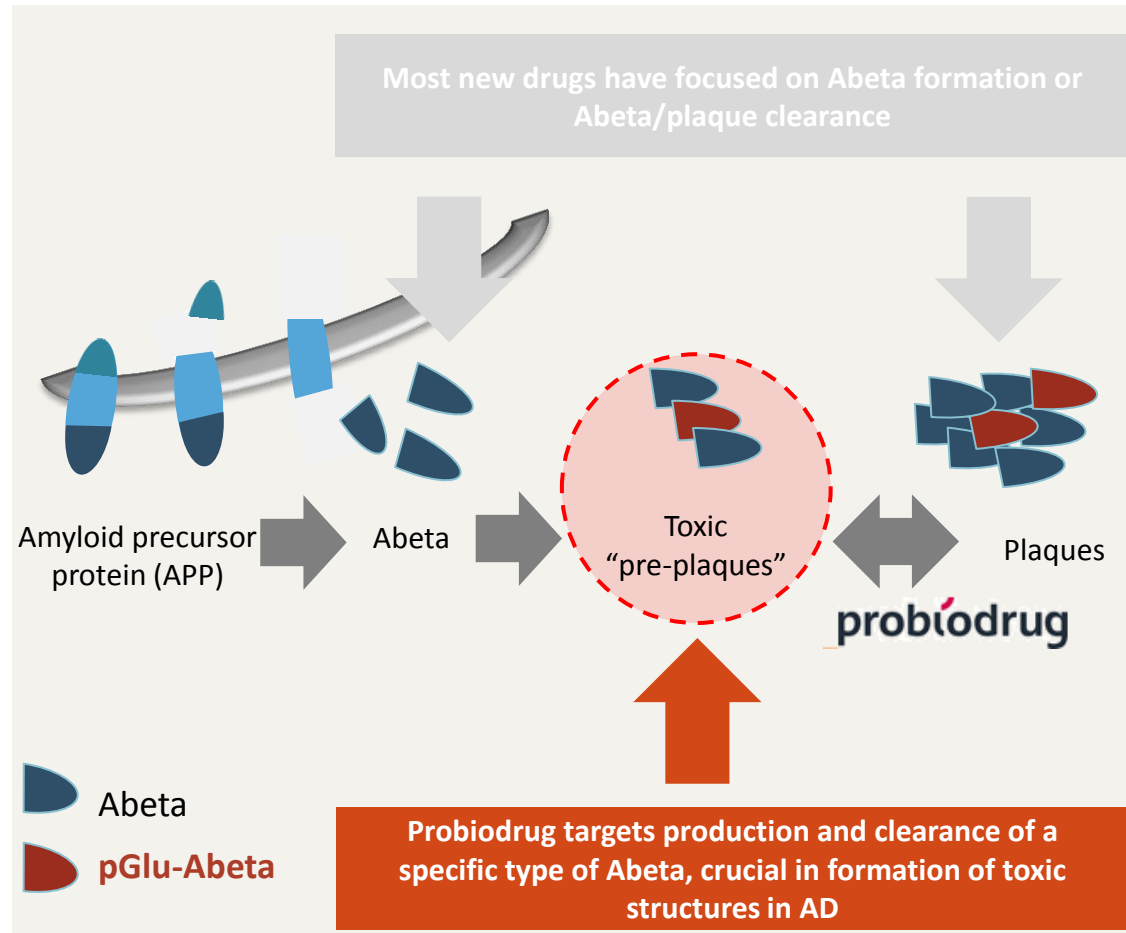 Most new drugs have focused on Abeta formation or
Abeta/plaque clearance
Amyloid precursor
protein (APP)
Abeta
Toxic
“pre-plaques”
Plaques
probiodrug
Abeta
pGlu-Abeta
Probiodrug targets production and clearance of a
specific type of Abeta, crucial in formation of toxic
structures in AD